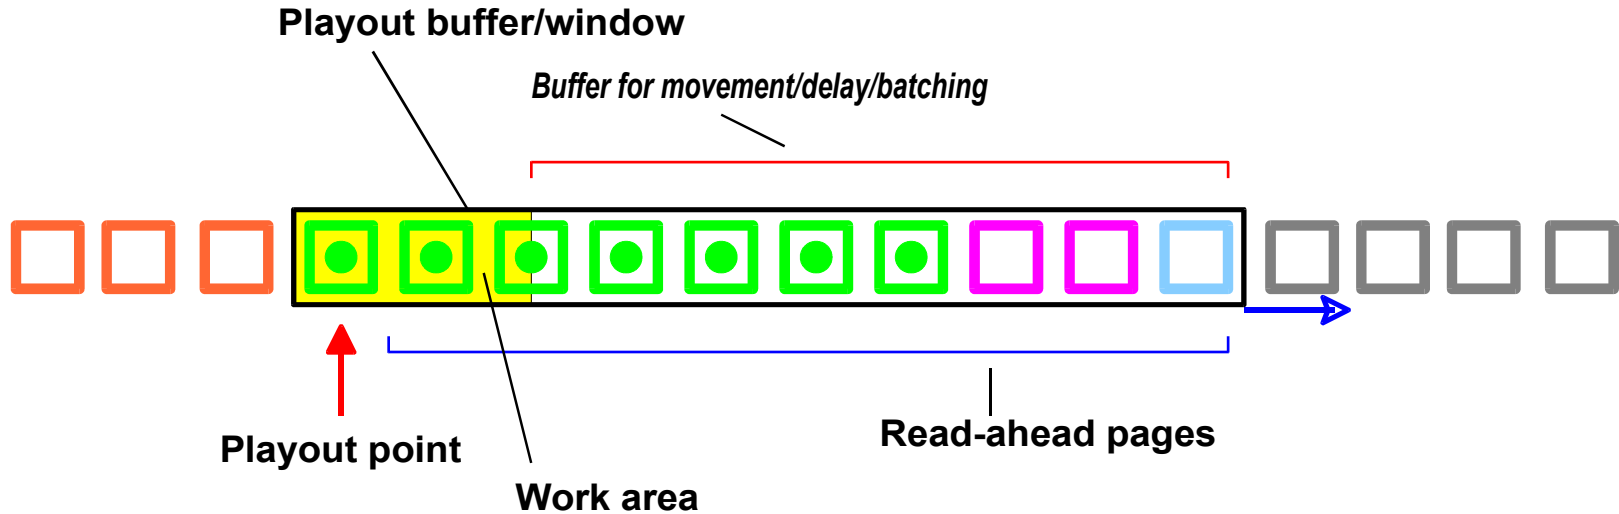 Playout buffer/window
Buffer for movement/delay/batching
Playout point
Read-ahead pages
Work area